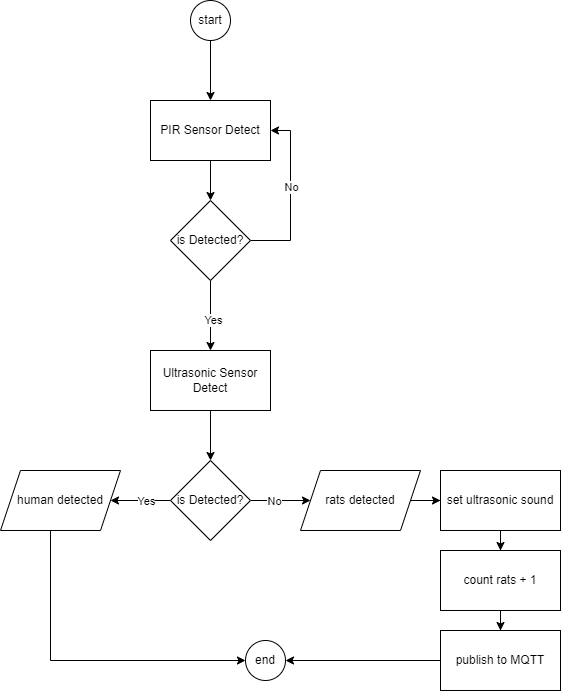 start
PIR Sensor Detect
No
is Detected?
Yes
Ultrasonic Sensor
Detect
human detected
Yes
is Detected?
No
rats detected
set ultrasonic sound
count rats + 1
end
publish to MQTT